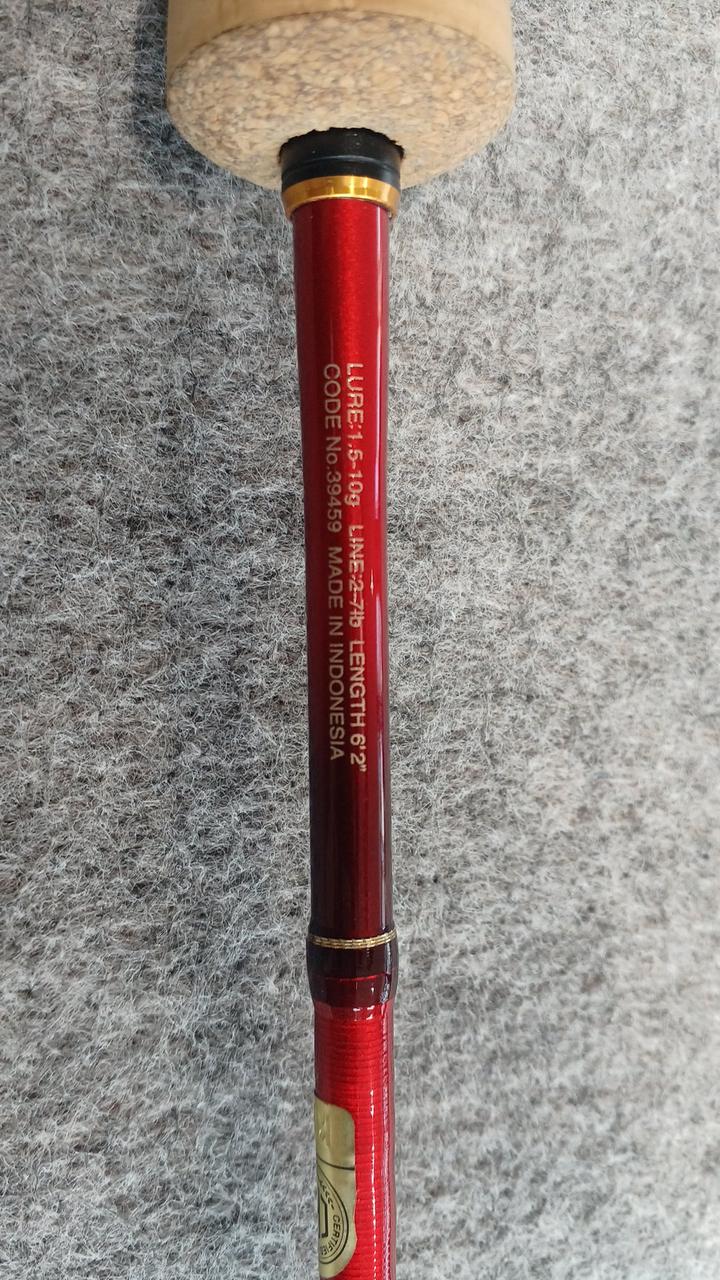 LURE:1.5-10g LINE:2-7lb LENGTH 6'2"
CODE No.39459 MADE IN INDONESIA